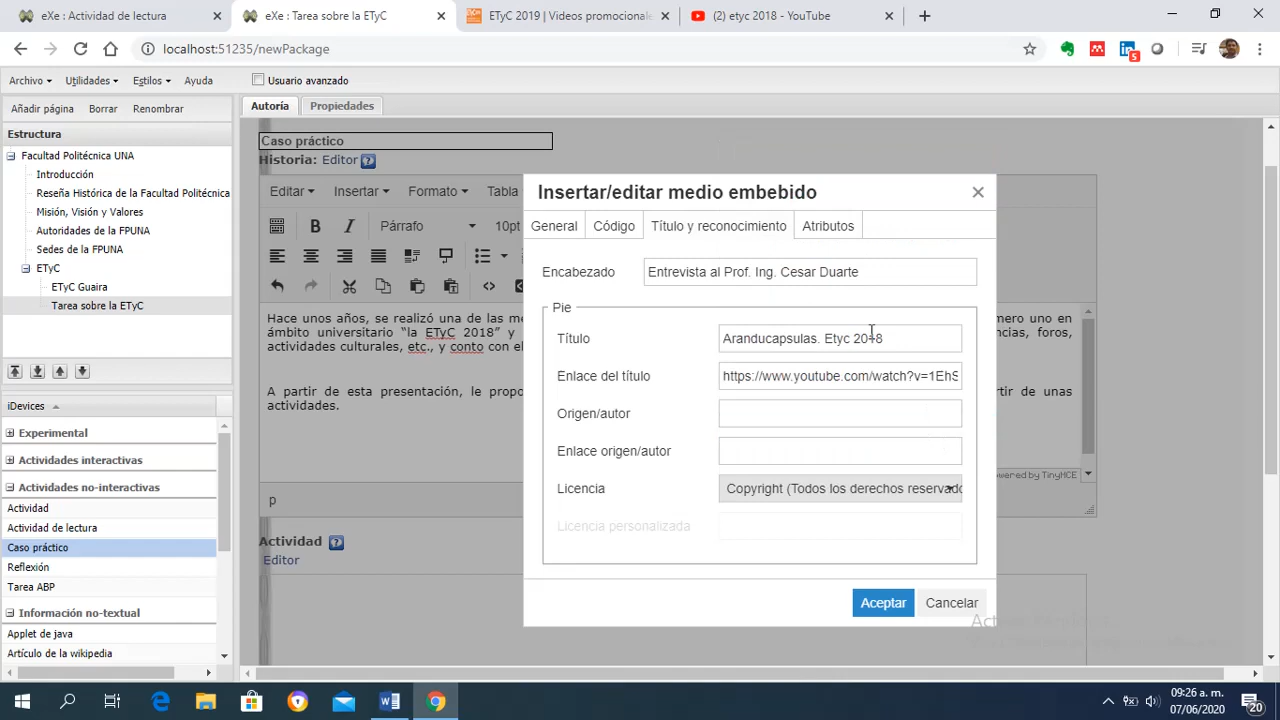 eXe : Actividad de lectura
eXe : Tarea sobre la ETyC
ETyC 2019 | Videos promocionale
(2) etyc 2018 - YouTube
localhost:51235/newPackage
5
Archivo
Utilidades
Estilos
Ayuda
Usuario avanzado
Añadir página
Borrar
Renombrar
Autoría
Propiedades
Estructura
Facultad Politécnica UNA
Introducción
Reseña Histórica de la Facultad Politécnica
Misión, Visión y Valores
Autoridades de la FPUNA
Sedes de la FPUNA
ETyC
ETyC Guaira
Tarea sobre la ETyC
iDevices
Experimental
Actividades interactivas
Actividades no-interactivas
Actividad
Actividad de lectura
Caso práctico
Reflexión
Tarea ABP
Información no-textual
Applet de java
Artículo de la wikipedia
Caso práctico
Historia: Editor
Editar
Insertar
Formato
Tabla
Párrafo
10pt
Hace unos años, se realizó una de las me
mero uno en
ámbito universitario "la ETyC 2018" y
ncias, foros,
actividades culturales, etc., y conto con el
A partir de esta presentación, le propo
rtir de unas
actividades.
p
owered by TinyMCE
Actividad
Editor
Insertar/editar medio embebido
General
Código
Título y reconocimiento
Atributos
Encabezado
Entrevista al Prof. Ing. Cesar Duarte
Pie
Título
Aranducapsulas. Etyc 2018
Enlace del título
https://www.youtube.com/watch?v=1EhS
Origen/autor
Enlace origen/autor
Licencia
Copyright (Todos los derechos reservado
Licencia personalizada
Aceptar
Cancelar
09:26 a. m.
07/06/2020
20